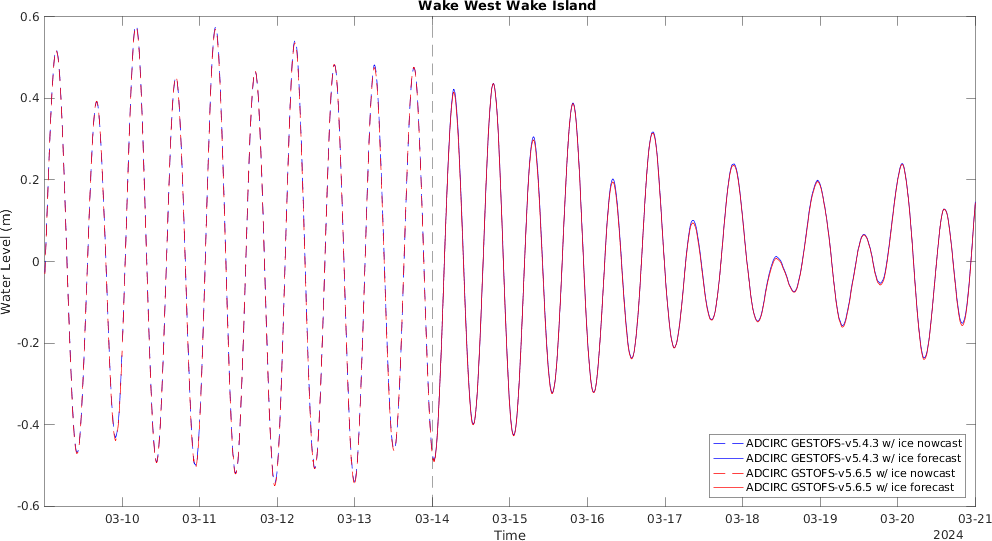 Wake West Wake Island
0.6
0.4
0.2
0
-0.2
-0.4
-0.6
Water Level (m)
ADCIRC GESTOFS-v5.4.3 w/ ice nowcast
ADCIRC GESTOFS-v5.4.3 w/ ice forecast
ADCIRC GSTOFS-v5.6.5 w/ ice nowcast
ADCIRC GSTOFS-v5.6.5 w/ ice forecast
03-10 03-11 03-12 03-13 03-14 03-15 03-16 03-17 03-18 03-19 03-20 03-21
Time
2024